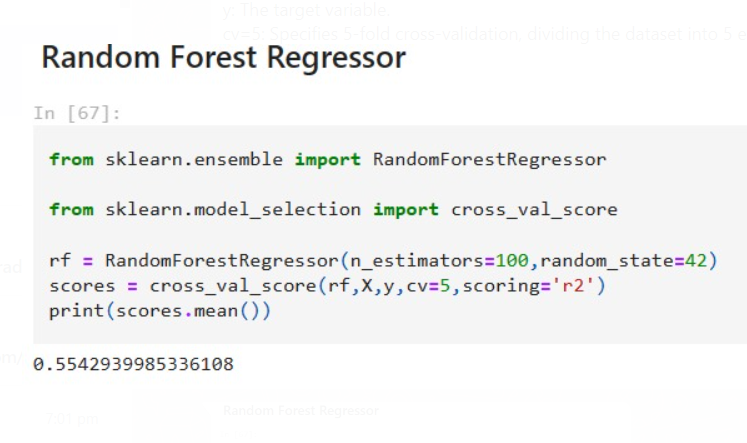 y: The target variable.
cv=5: Specifies 5-fold cross-validation, dividing the dataset into 5 e
Random Forest Regressor
In [67]:
from sklearn.ensemble import RandomForestRegressor
from sklearn.model_selection import cross_val_score
rf = RandomForestRegressor(n_estimators=100,random_state=42)
scores = cross_val_score(rf,X,y,cv=5,scoring='r2')
print(scores.mean())
0.5542939985336108
Random Forest Regressor